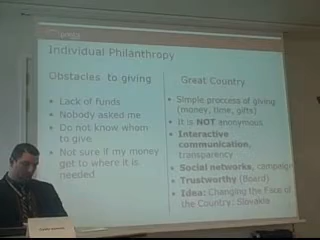 Individual Philanthropy
Obstacles to giving
Lack of funds
Nobody asked me
Do not know whom
to give
Not sure if my money
get to where it is
needed
Great Country
Simple proccess of giving
(money, time, gifts)
It is NOT anonymous
Interactive
communication,
transparency
Social networks, campaign
Trustworthy (Board)
Idea: Changing the Face of
the Country: Slovakia